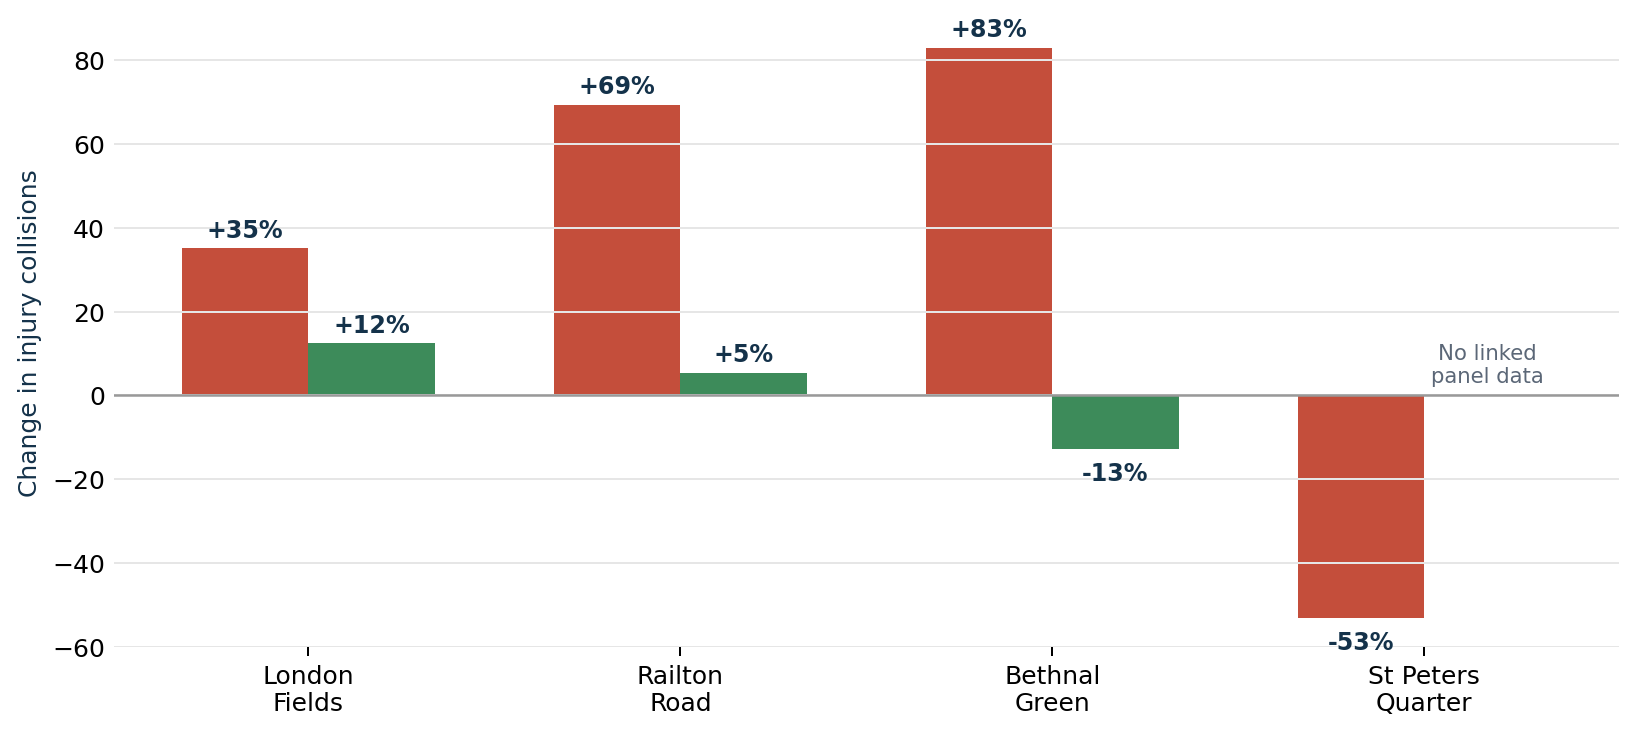 +83%
80
+69%
60
+35%
40
20
+12%
+5%
No linked
panel data
0
-13%
−20
−40
-53%
−60
Change in injury collisions
London
Fields
Railton
Road
Bethnal
Green
St Peters
Quarter